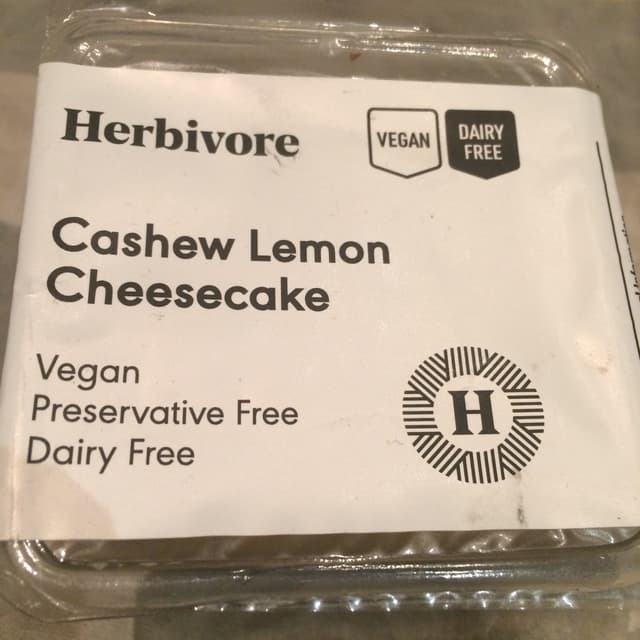 Herbivore
VEGAN
DAIRY
FREE
Cashew Lemon
Cheesecake
Vegan
Preservative Free
Dairy Free
H